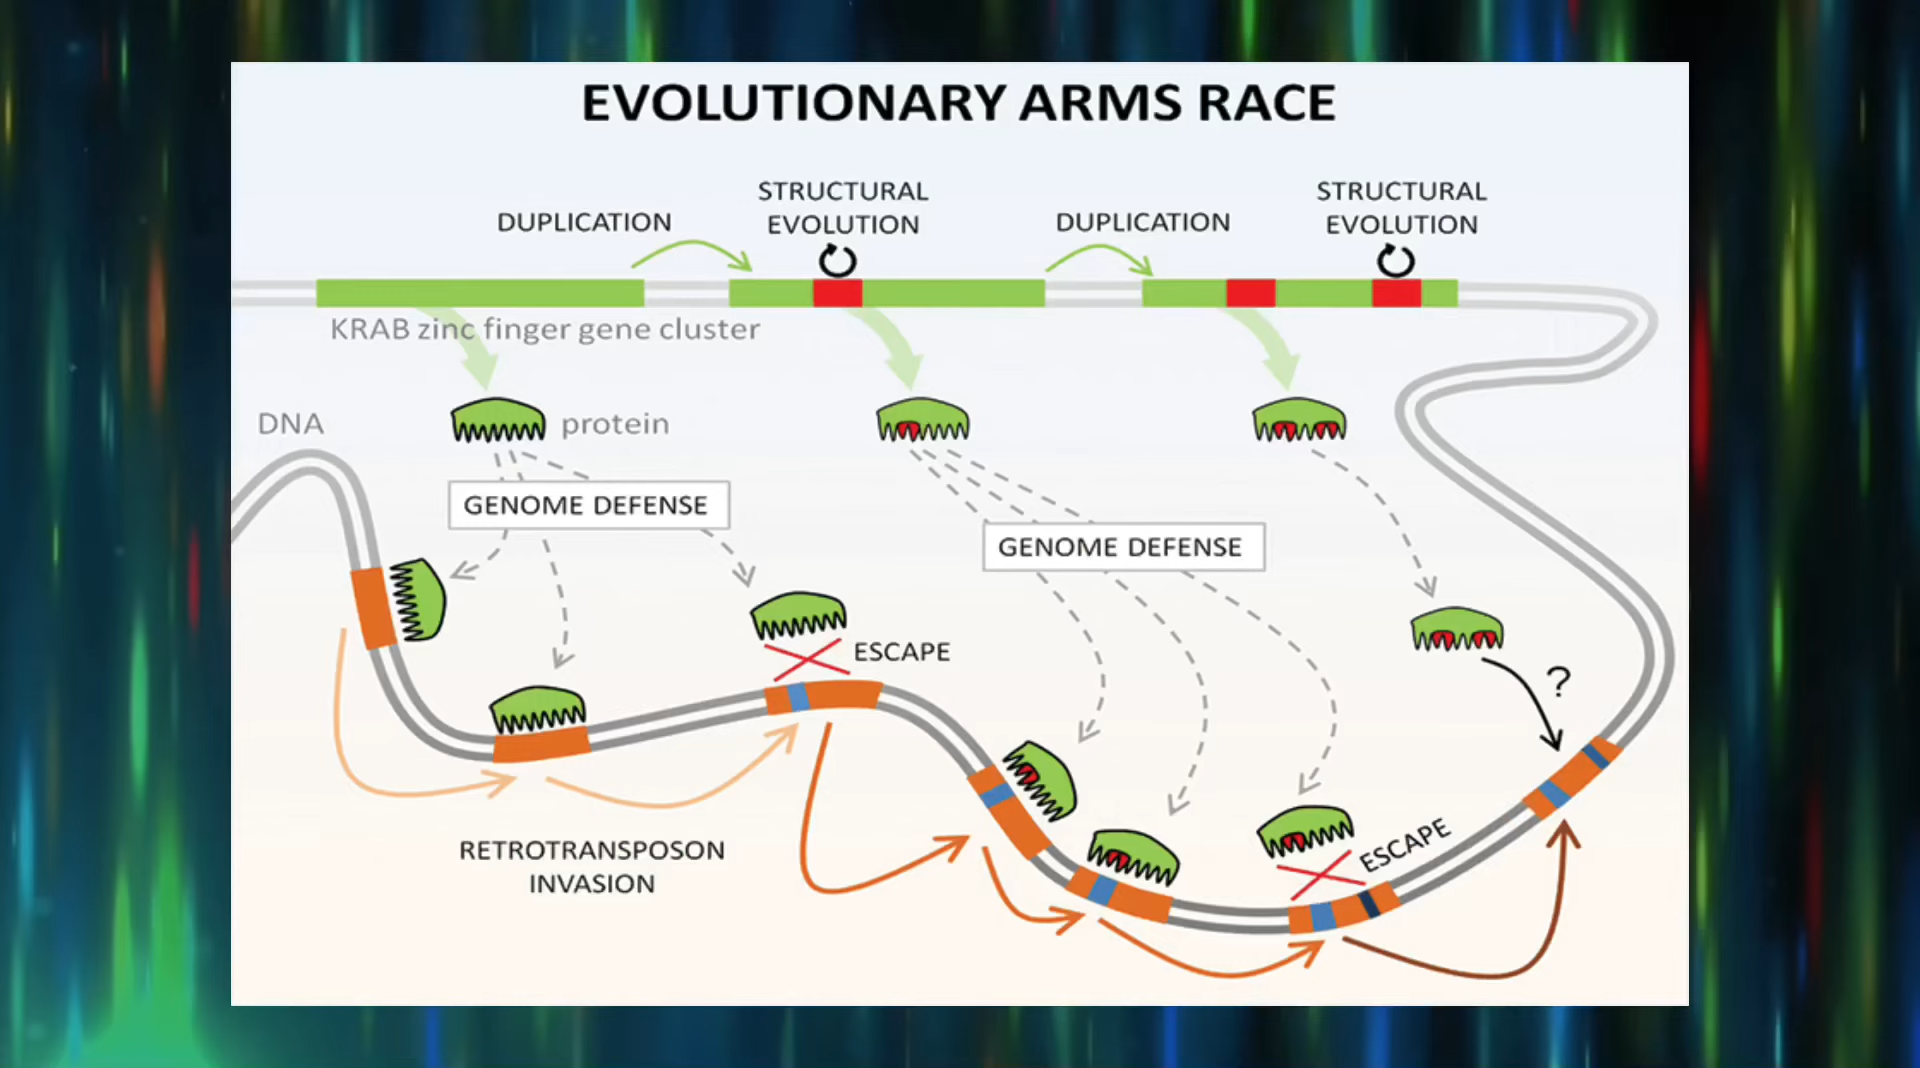 EVOLUTIONARY ARMS RACE
DUPLICATION
STRUCTURAL
EVOLUTION
DUPLICATION
STRUCTURAL
EVOLUTION
KRAB zinc finger gene cluster
DNA
protein
GENOME DEFENSE
GENOME DEFENSE
ESCAPE
?
ESCAPE
RETROTRANSPOSON
INVASION